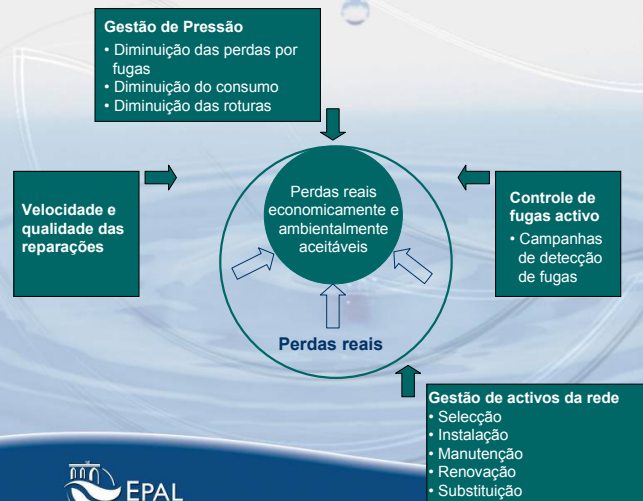 Gestão de Pressão
• Diminuição das perdas por
fugas
• Diminuição do consumo
• Diminuição das roturas
Velocidade e
qualidade das
reparações
Perdas reais
economicamente e
ambientalmente
aceitáveis
Controle de
fugas activo
• Campanhas
de detecção
de fugas
Perdas reais
Gestão de activos da rede
• Selecção
• Instalação
• Manutenção
• Renovação
• Substituição
EPAL